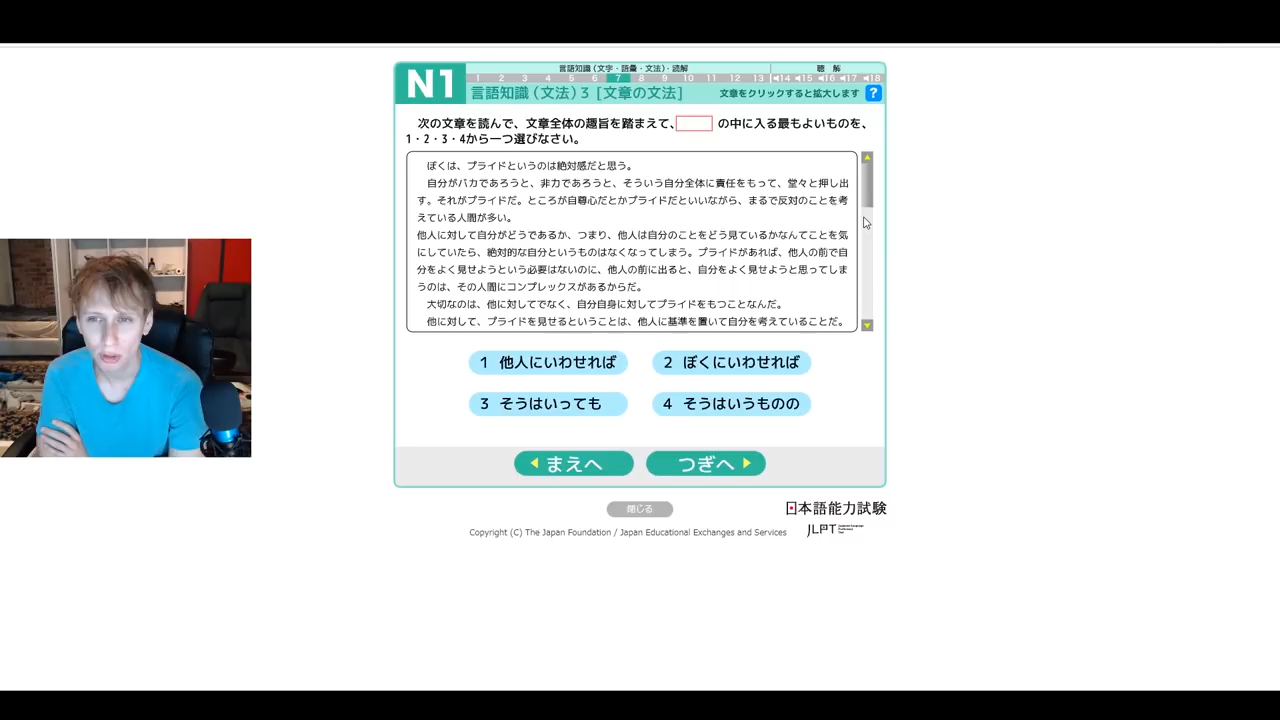 言語知識（文字・語彙・文法）・読解
聴 解
N1
1 2 3 4 5 6 7 8 9 10 11 12 13 14 15 16 17 18
言語知識（文法）3 [文章の文法]
文章をクリックすると拡大します
?
次の文章を読んで、文章全体の趣旨を踏まえて、 の中に入る最もよいものを、
1・2・3・4から一つ選びなさい。
ぼくは、プライドというのは絶対感だと思う。
自分がバカであろうと、非力であろうと、そういう自分全体に責任をもって、堂々と押し出
す。それがプライドだ。ところが自尊心だとかプライドだといいながら、まるで反対のことを考
えている人間が多い。
他人に対して自分がどうであるか、つまり、他人は自分のことをどう見ているかなんてことを気
にしていたら、絶対的な自分というものはなくなってしまう。プライドがあれば、他人の前で自
分をよく見せようという必要はないのに、他人の前に出ると、自分をよく見せようと思ってしま
うのは、その人間にコンプレックスがあるからだ。
大切なのは、他に対してでなく、自分自身に対してプライドをもつことなんだ。
他に対して、プライドを見せるということは、他人に基準を置いて自分を考えていることだ。
1 他人にいわせれば
2 ぼくにいわせれば
3 そうはいっても
4 そうはいうものの
まえへ
つぎへ
閉じる
日本語能力試験
Copyright (C) The Japan Foundation / Japan Educational Exchanges and Services
JLPT